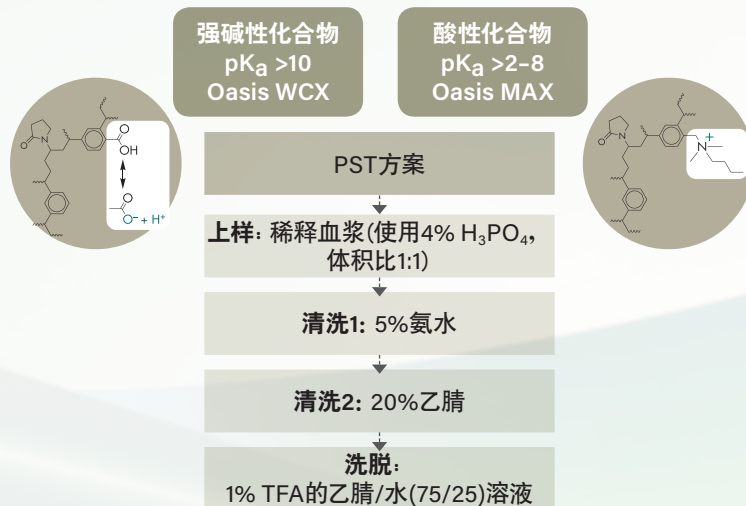 强碱性化合物
pKa >10
Oasis WCX
酸性化合物
pKa >2–8
Oasis MAX
O
N
O
OH
O
O⁻ + H⁺
O
N
+
N
PST方案
上样: 稀释血浆(使用4% H₃PO₄,
体积比1:1)
清洗1: 5%氨水
清洗2: 20%乙腈
洗脱:
1% TFA的乙腈/水(75/25)溶液